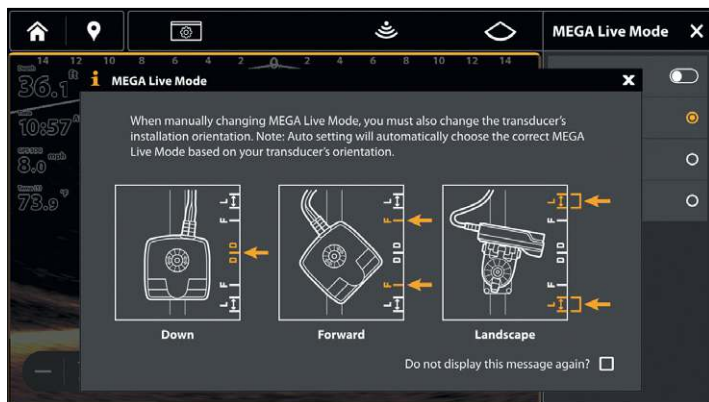 MEGA Live Mode X
14 12 10 8 6 4 2 0 2 4 6 8 10 12 14
Depth
36.1 ft
i MEGA Live Mode x
10:57
8.0 mph
73.9 °F
When manually changing MEGA Live Mode, you must also change the transducer's
installation orientation. Note: Auto setting will automatically choose the correct MEGA
Live Mode based on your transducer's orientation.
L F D D F L
L F D D F L
L F D D F L
Down Forward Landscape
Do not display this message again?